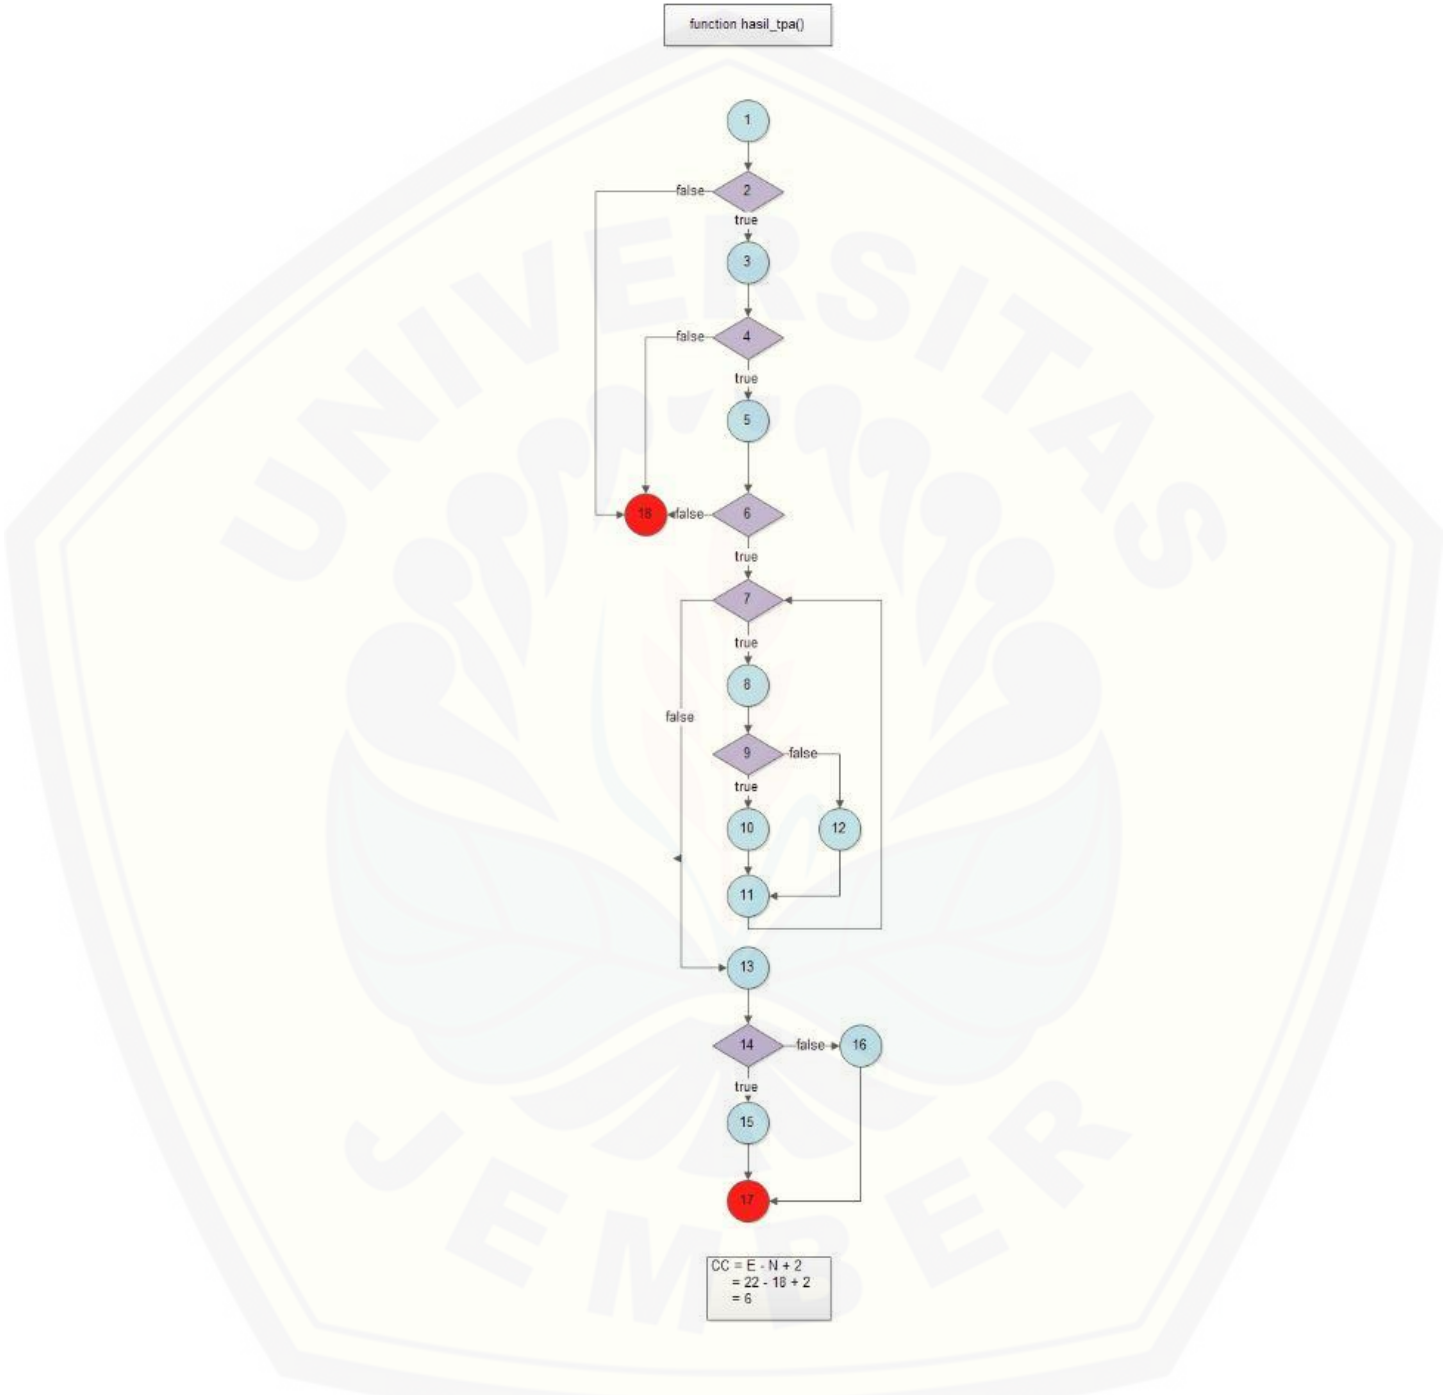 function hasil_tpa()
1
false
2
true
3
false
4
true
5
18
false
6
true
7
true
8
false
9
false
true
10
12
11
13
14
false
16
true
15
17
CC = E - N + 2
= 22 - 18 + 2
= 6
UNIVERSITAS
JEMBER